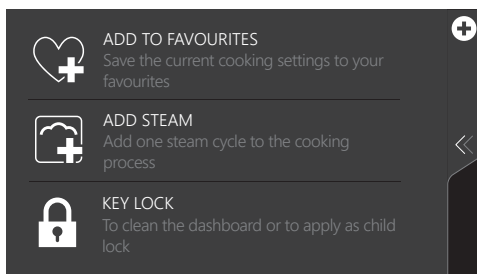 ADD TO FAVOURITES
Save the current cooking settings to your
favourites
ADD STEAM
Add one steam cycle to the cooking
process
KEY LOCK
To clean the dashboard or to apply as child
lock